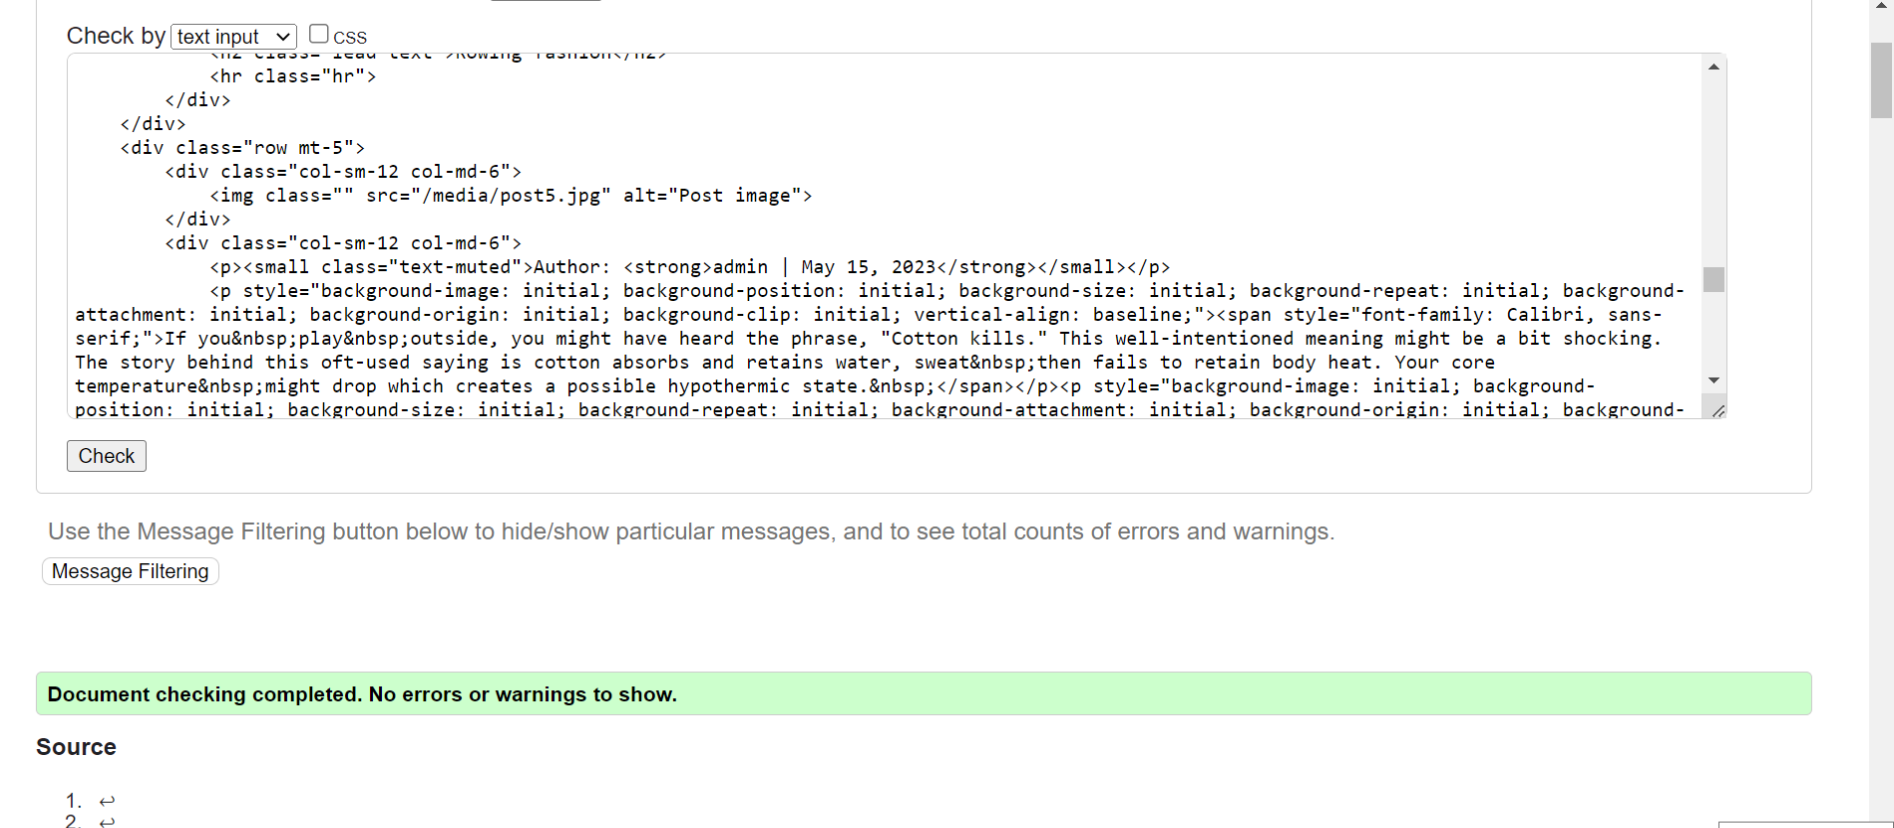 Check by text input CSS
<h2 class="lead text">Rowing Fashion</h2>
<hr class="hr">
</div>
</div>
<div class="row mt-5">
<div class="col-sm-12 col-md-6">
<img class="" src="/media/post5.jpg" alt="Post image">
</div>
<div class="col-sm-12 col-md-6">
<p><small class="text-muted">Author: <strong>admin | May 15, 2023</strong></small></p>
<p style="background-image: initial; background-position: initial; background-size: initial; background-repeat: initial; background-
attachment: initial; background-origin: initial; background-clip: initial; vertical-align: baseline;"><span style="font-family: Calibri, sans-
serif;">If you&nbsp;play&nbsp;outside, you might have heard the phrase, "Cotton kills." This well-intentioned meaning might be a bit shocking.
The story behind this oft-used saying is cotton absorbs and retains water, sweat&nbsp;then fails to retain body heat. Your core
temperature&nbsp;might drop which creates a possible hypothermic state.&nbsp;</span></p><p style="background-image: initial; background-
position: initial; background-size: initial; background-repeat: initial; background-attachment: initial; background-origin: initial; background-
Check
Use the Message Filtering button below to hide/show particular messages, and to see total counts of errors and warnings.
Message Filtering
Document checking completed. No errors or warnings to show.
Source
1. ↩
2. ↩